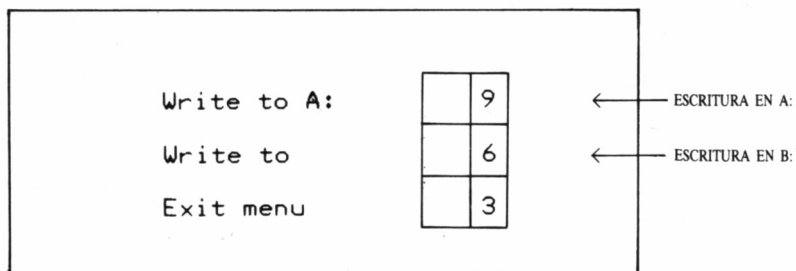 Write to A: 9 ← ESCRITURA EN A:
Write to 6 ← ESCRITURA EN B:
Exit menu 3